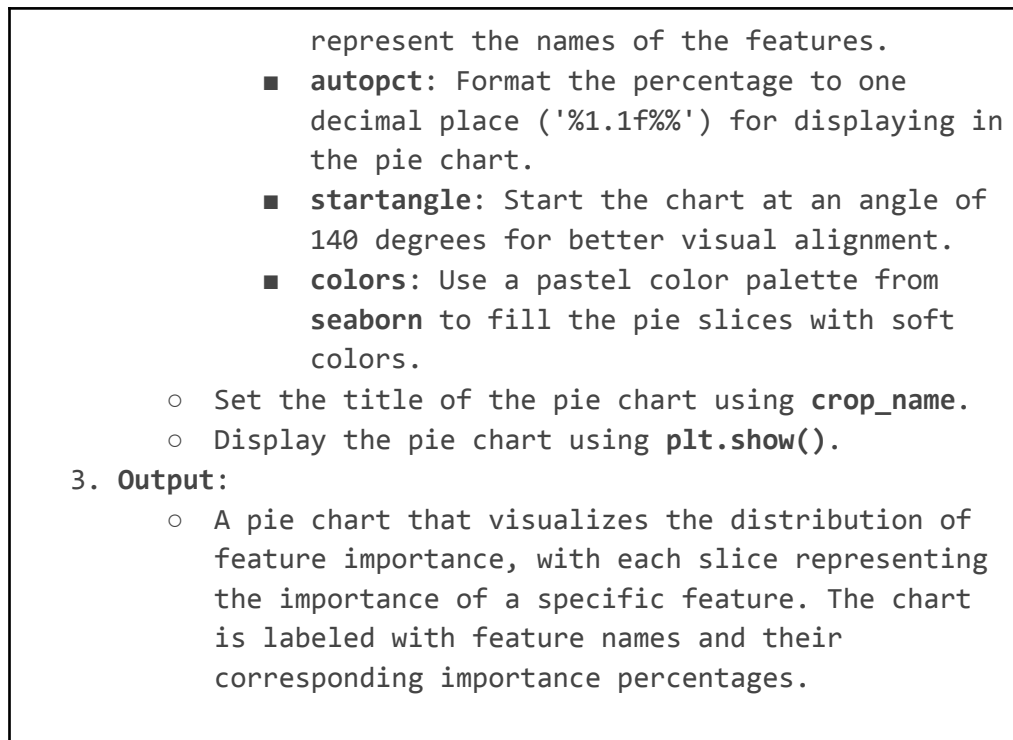 represent the names of the features.
■ autopct: Format the percentage to one
decimal place ('%1.1f%%') for displaying in
the pie chart.
■ startangle: Start the chart at an angle of
140 degrees for better visual alignment.
■ colors: Use a pastel color palette from
seaborn to fill the pie slices with soft
colors.
○ Set the title of the pie chart using crop_name.
○ Display the pie chart using plt.show().
3. Output:
○ A pie chart that visualizes the distribution of
feature importance, with each slice representing
the importance of a specific feature. The chart
is labeled with feature names and their
corresponding importance percentages.